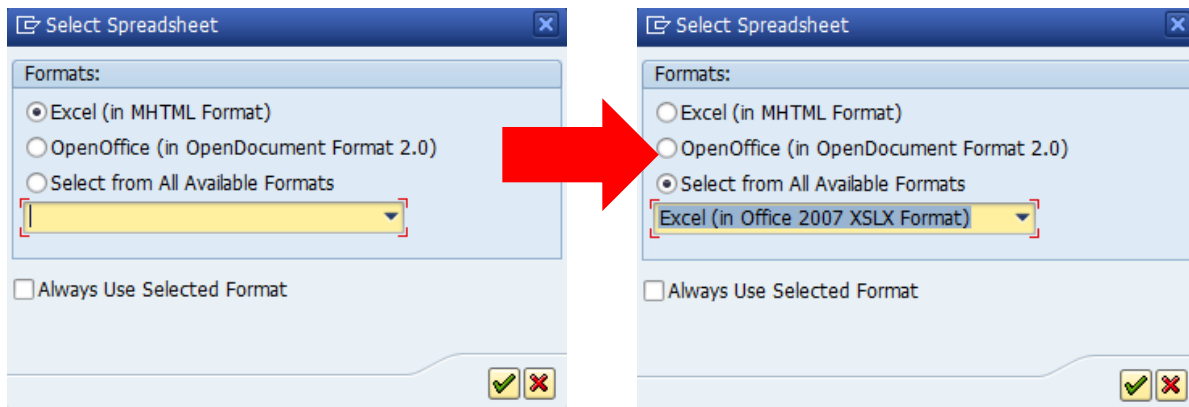 Select Spreadsheet
Formats:
Excel (in MHTML Format)
OpenOffice (in OpenDocument Format 2.0)
Select from All Available Formats
Always Use Selected Format
Select Spreadsheet
Formats:
Excel (in MHTML Format)
OpenOffice (in OpenDocument Format 2.0)
Select from All Available Formats
Excel (in Office 2007 XSLX Format)
Always Use Selected Format